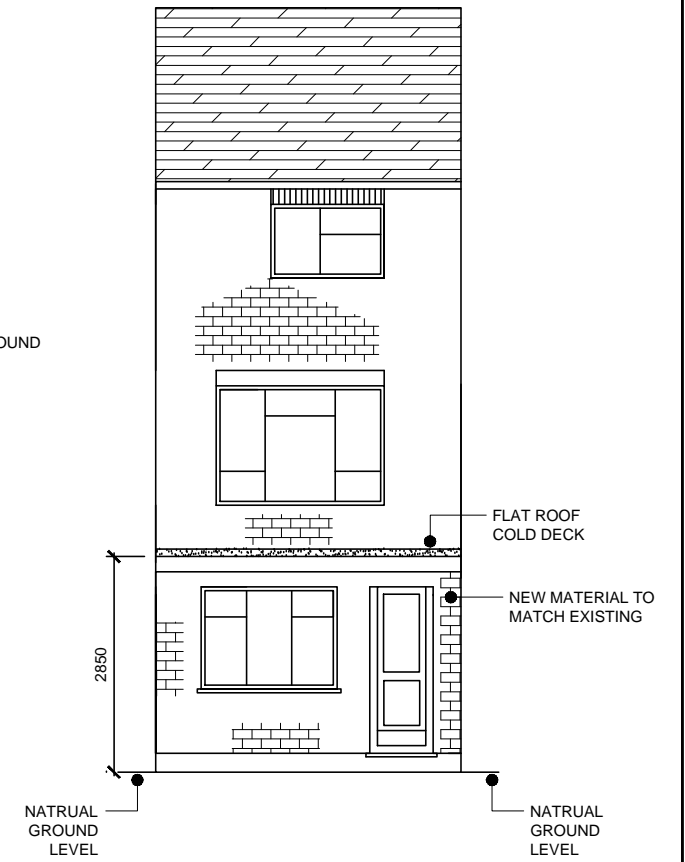 OUND
FLAT ROOF
COLD DECK
NEW MATERIAL TO
MATCH EXISTING
2850
NATRUAL
GROUND
LEVEL
NATRUAL
GROUND
LEVEL